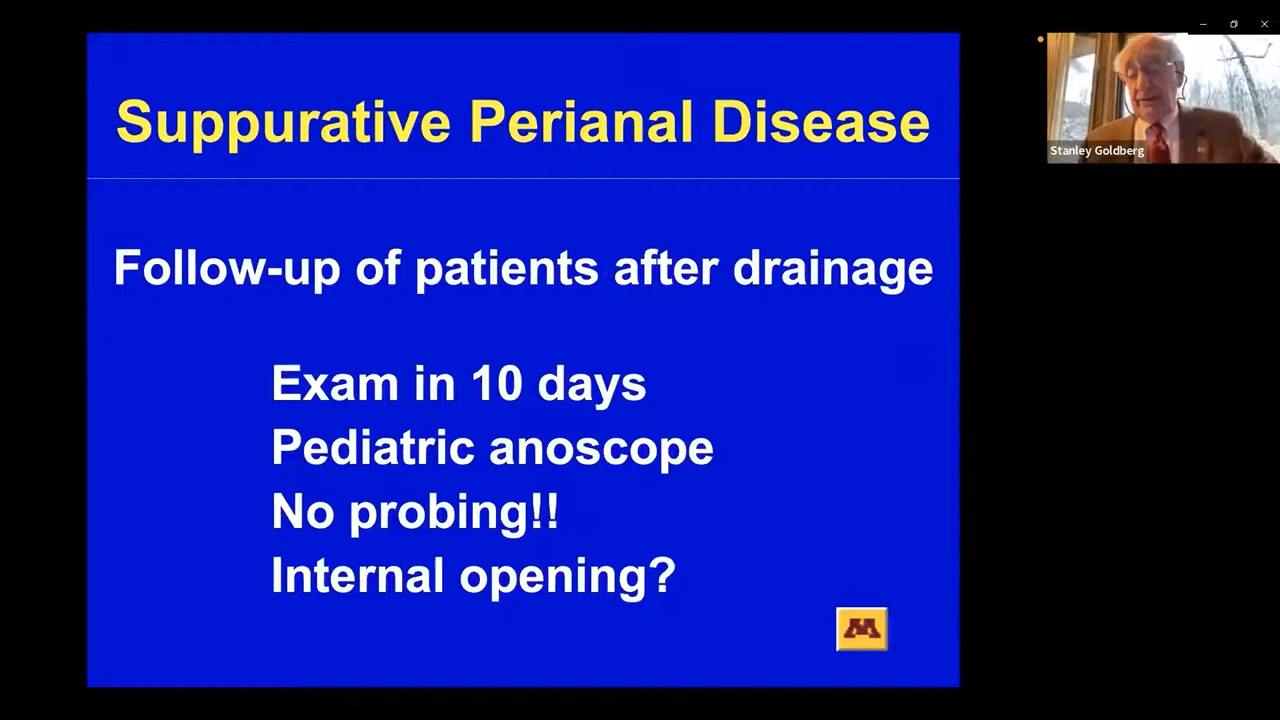 Suppurative Perianal Disease
Stanley Goldberg
Follow-up of patients after drainage
Exam in 10 days
Pediatric anoscope
No probing!!
Internal opening?
M